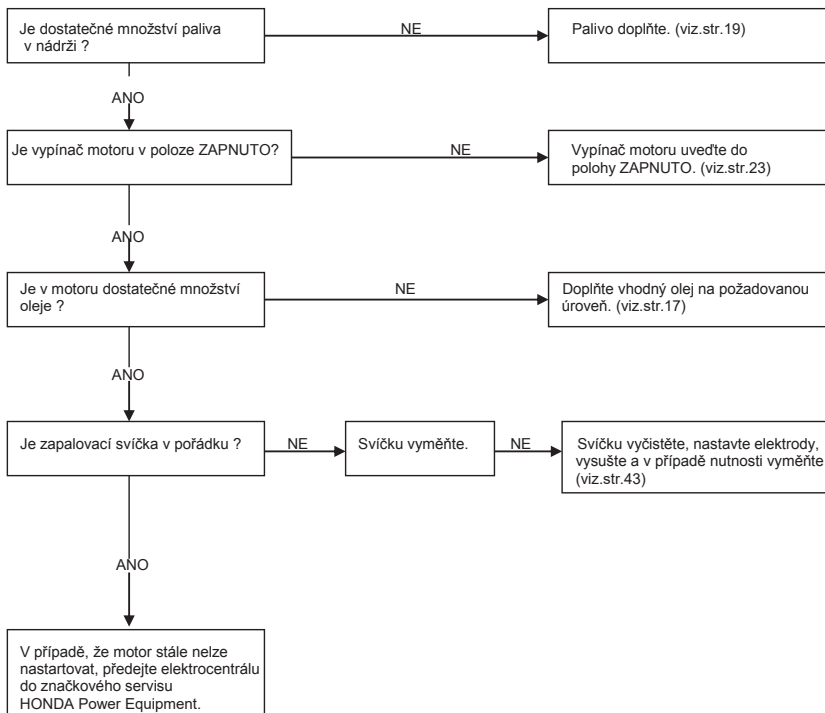 Je dostatečné množství paliva
v nádrži ?
NE
Palivo doplňte. (viz.str.19)
ANO
Je vypínač motoru v poloze ZAPNUTO?
NE
Vypínač motoru uveďte do
polohy ZAPNUTO. (viz.str.23)
ANO
Je v motoru dostatečné množství
oleje ?
NE
Doplňte vhodný olej na požadovanou
úroveň. (viz.str.17)
ANO
Je zapalovací svíčka v pořádku ?
NE
Svíčku vyměňte.
NE
Svíčku vyčistěte, nastavte elektrody,
vysušte a v případě nutnosti vyměňte
(viz.str.43)
ANO
V případě, že motor stále nelze
nastartovat, předejte elektrocentrálu
do značkového servisu
HONDA Power Equipment.